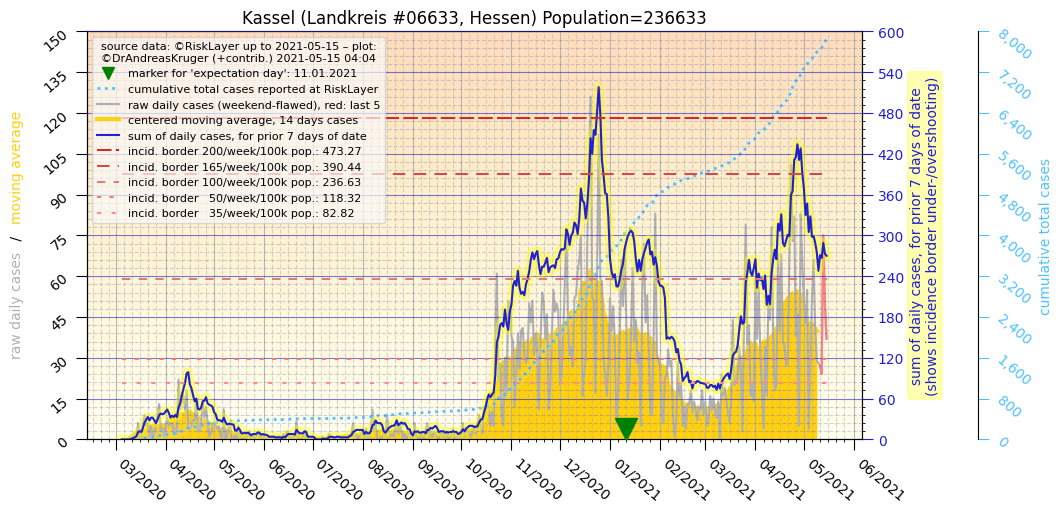 Kassel (Landkreis #06633, Hessen) Population=236633
source data: ©RiskLayer up to 2021-05-15 – plot:
©DrAndreasKruger (+contrib.) 2021-05-15 04:04
marker for 'expectation day': 11.01.2021
cumulative total cases reported at RiskLayer
raw daily cases (weekend-flawed), red: last 5
centered moving average, 14 days cases
sum of daily cases, for prior 7 days of date
incid. border 200/week/100k pop.: 473.27
incid. border 165/week/100k pop.: 390.44
incid. border 100/week/100k pop.: 236.63
incid. border   50/week/100k pop.: 118.32
incid. border   35/week/100k pop.: 82.82
raw daily cases  /  moving average
150
135
120
105
90
75
60
45
30
15
0
600
540
480
420
360
300
240
180
120
60
0
sum of daily cases, for prior 7 days of date
(shows incidence border under-/overshooting)
8,000
7,200
6,400
5,600
4,800
4,000
3,200
2,400
1,600
800
0
cumulative total cases
03/2020
04/2020
05/2020
06/2020
07/2020
08/2020
09/2020
10/2020
11/2020
12/2020
01/2021
02/2021
03/2021
04/2021
05/2021
06/2021